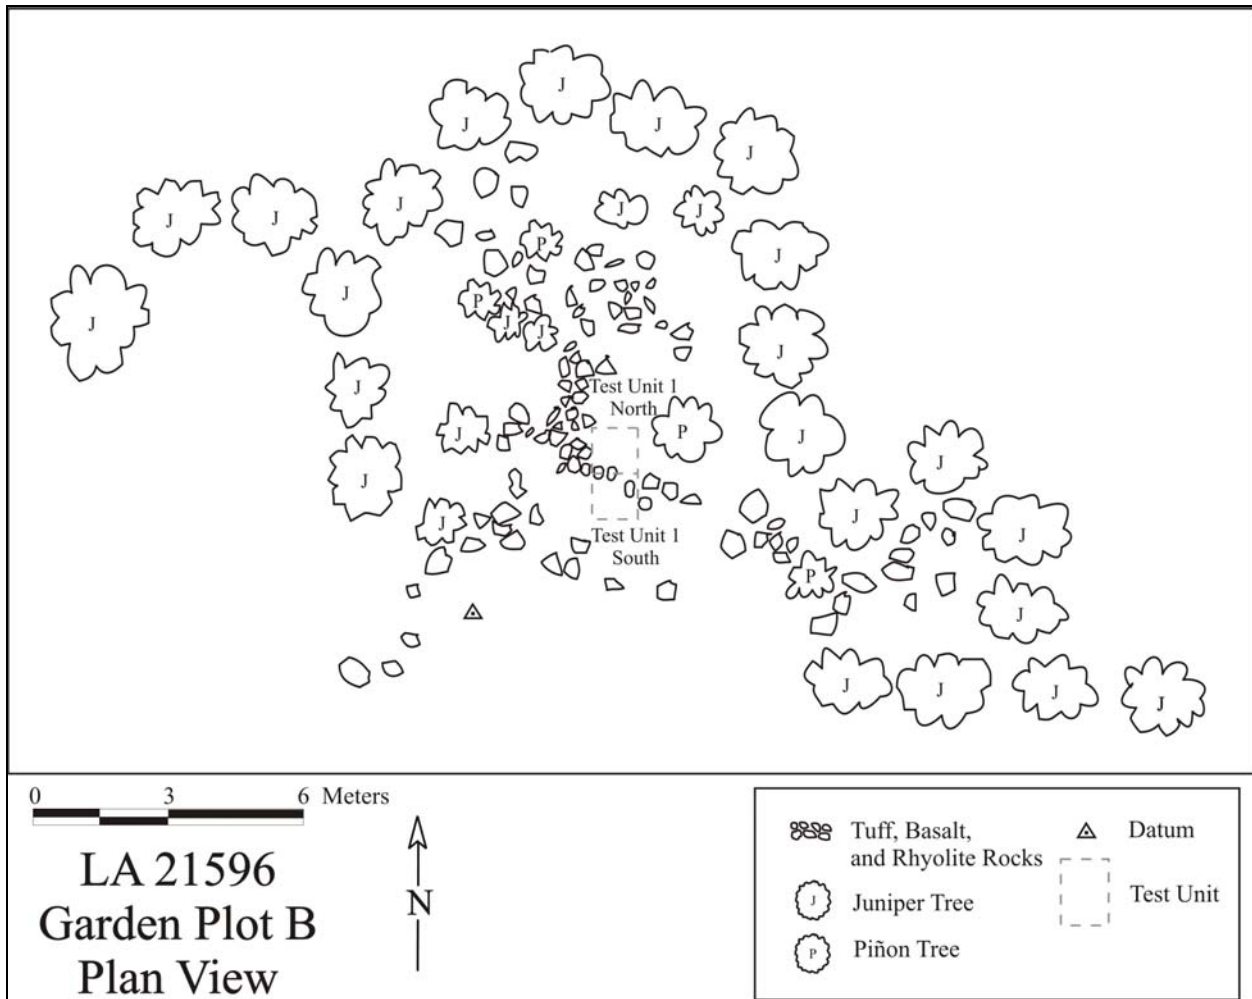 J
J
J
J
J
J
J
J
J
P
J
J
P
J
J
J
J
J
Test Unit 1
North
J
P
J
J
J
J
J
J
Test Unit 1
South
P
J
J
J
J
J
0 3 6 Meters
LA 21596
Garden Plot B
Plan View
N
Tuff, Basalt,
and Rhyolite Rocks
J
Juniper Tree
P
Piñon Tree
Datum
Test Unit